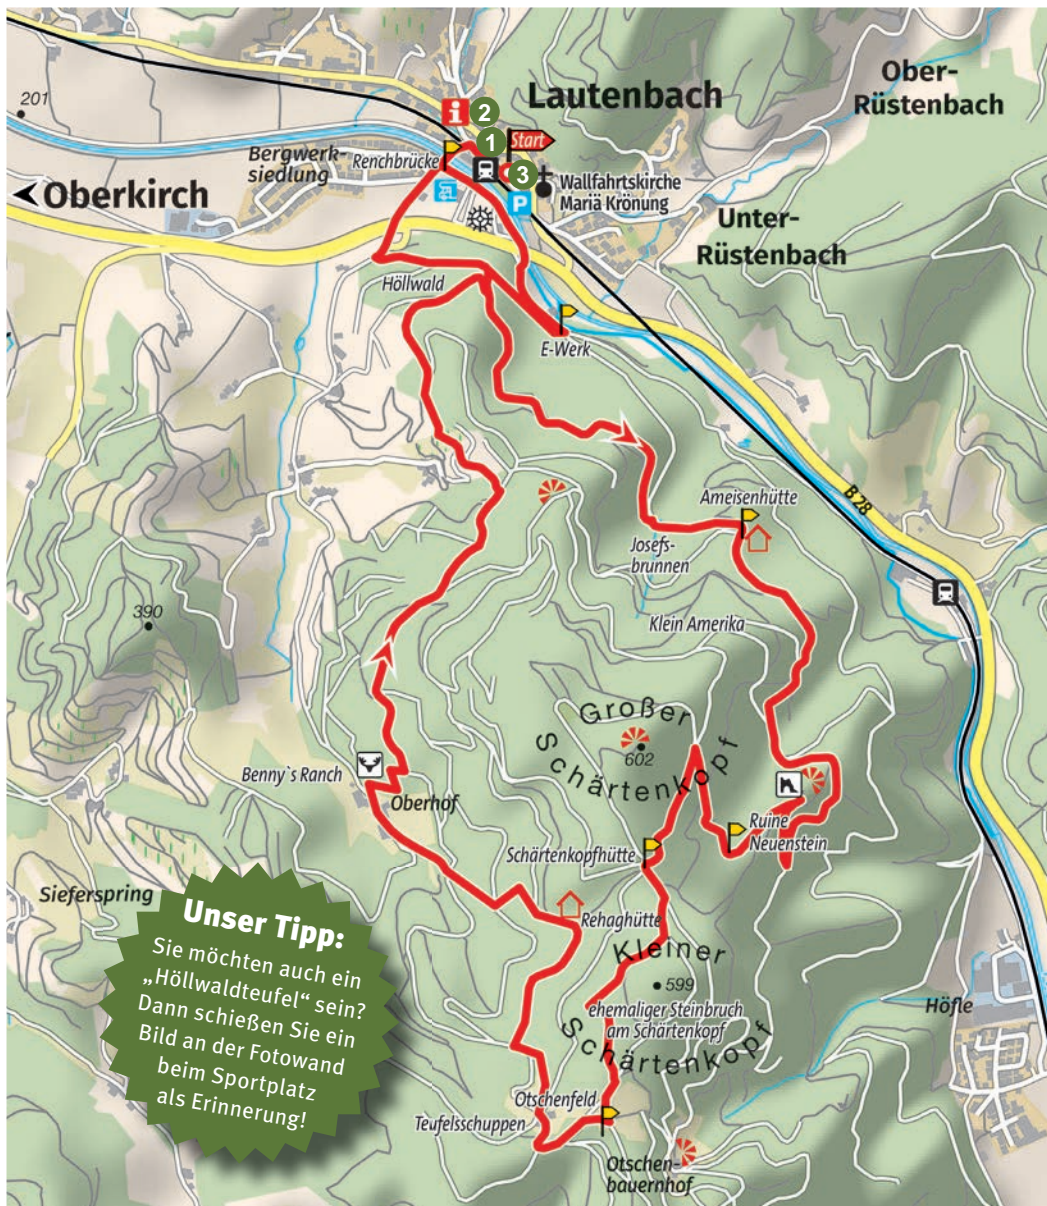 Ober-
Rüstenbach
Lautenbach
201
2
i
1
Start
Bergwerk-
siedlung
Renchbrücke
3
Wallfahrtskirche
Mariä Krönung
Oberkirch
P
Unter-
Rüstenbach
Höllwald
E-Werk
B 28
Ameisenhütte
Josefs-
brunnen
Klein Amerika
390
Großer
Schärtenkopf
602
Benny`s Ranch
Oberhof
Ruine
Neuenstein
Schärtenkopfhütte
Sieferspring
Rehaghütte
Kleiner
Schärtenkopf
599
ehemaliger Steinbruch
am Schärtenkopf
Höfle
Unser Tipp:
Sie möchten auch ein
„Höllwaldteufel“ sein?
Dann schießen Sie ein
Bild an der Fotowand
beim Sportplatz
als Erinnerung!
Otschenfeld
Teufelsschuppen
Otschen-
bauernhof